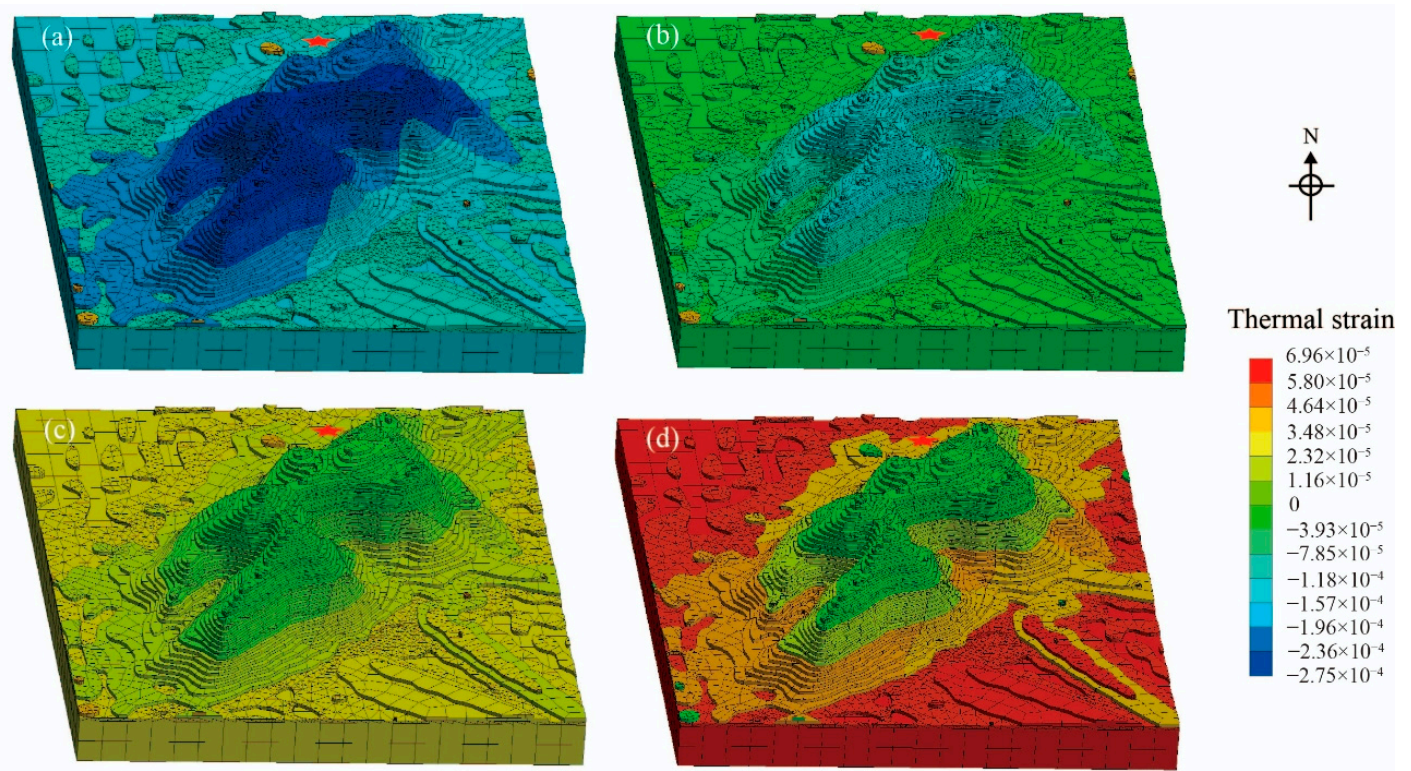 (a)
(b)
N
Thermal strain
6.96×10⁻⁵
5.80×10⁻⁵
4.64×10⁻⁵
3.48×10⁻⁵
2.32×10⁻⁵
1.16×10⁻⁵
0
−3.93×10⁻⁵
−7.85×10⁻⁵
−1.18×10⁻⁴
−1.57×10⁻⁴
−1.96×10⁻⁴
−2.36×10⁻⁴
−2.75×10⁻⁴
(c)
(d)